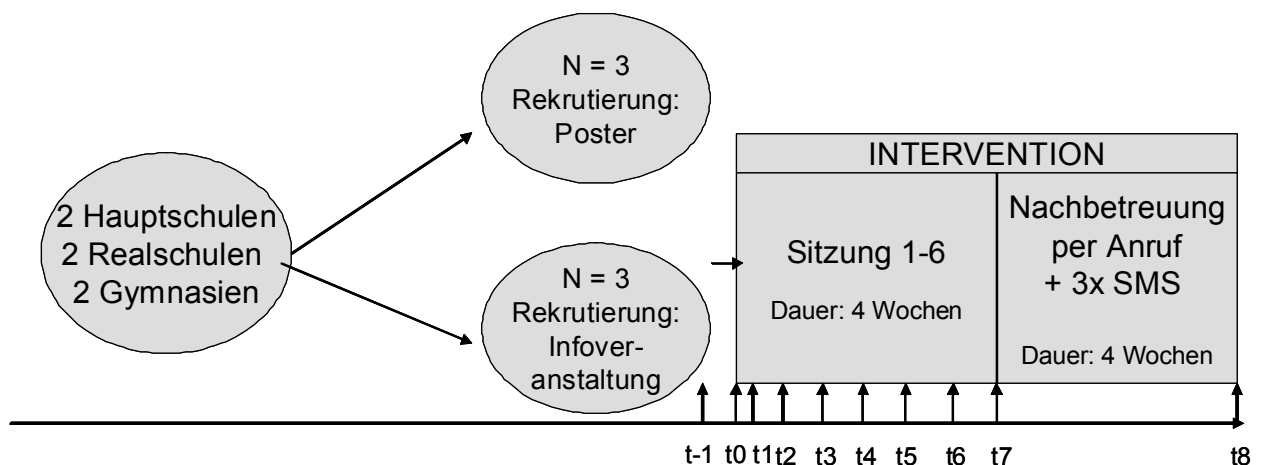 2 Hauptschulen
2 Realschulen
2 Gymnasien
N = 3
Rekrutierung:
Poster
N = 3
Rekrutierung:
Infover-
anstaltung
INTERVENTION
Sitzung 1-6
Dauer: 4 Wochen
Nachbetreuung
per Anruf
+ 3x SMS
Dauer: 4 Wochen
t-1 t0 t1 t2 t3 t4 t5 t6 t7 t8